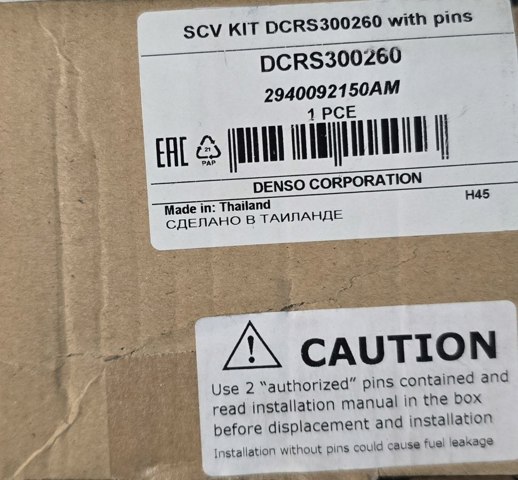 SCV KIT DCRS300260 with pins
DCRS300260
2940092150AM
1 PCE
EAC
21
PAP
DENSO CORPORATION
Made in: Thailand
H45
СДЕЛАНО В ТАИЛАНДЕ
CAUTION
Use 2 “authorized” pins contained and
read installation manual in the box
before displacement and installation
Installation without pins could cause fuel leakage